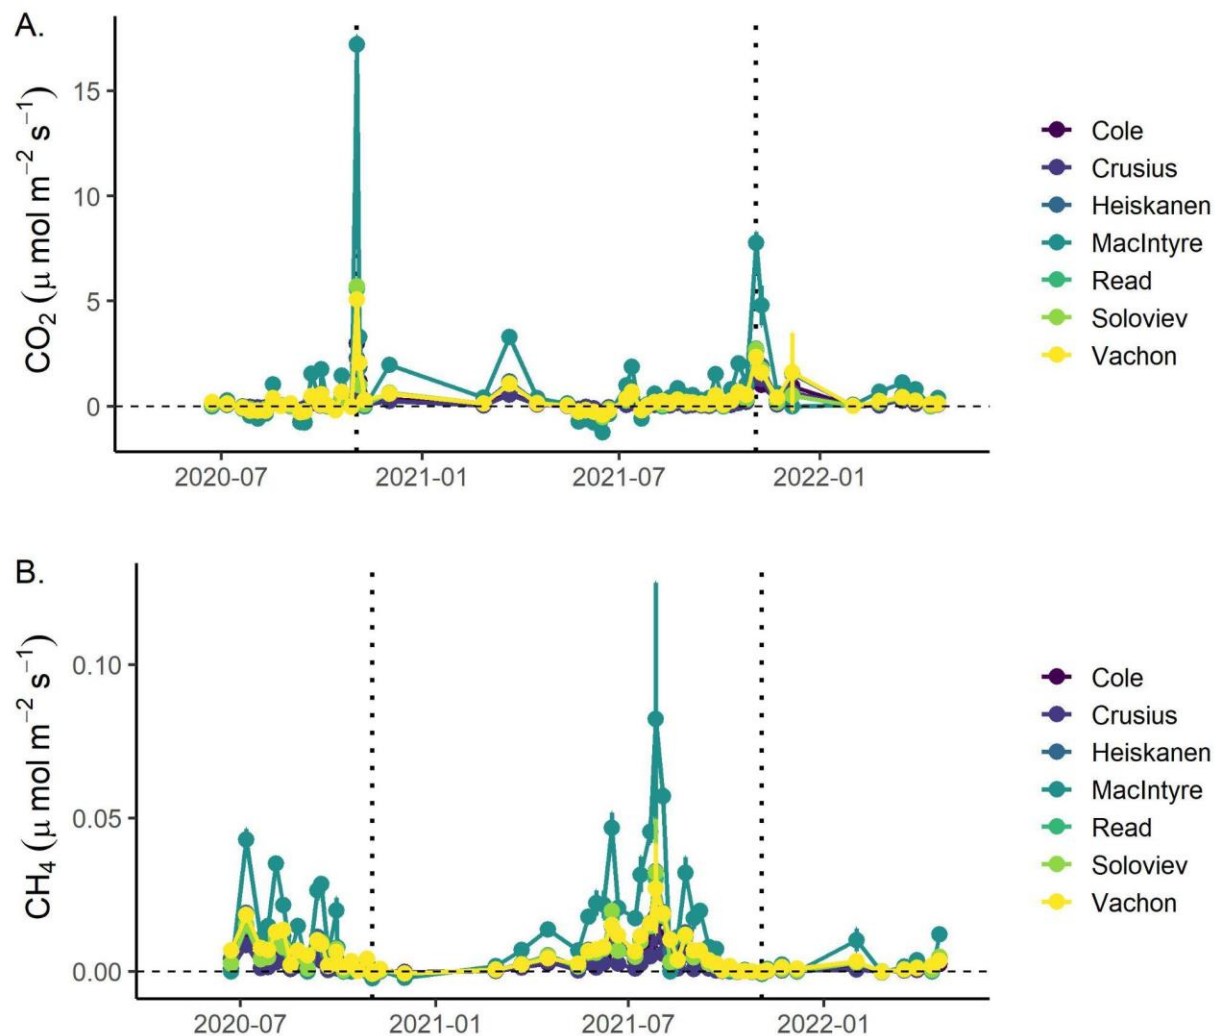 A.
CO₂ (μ mol m⁻² s⁻¹)
15
10
5
0
2020-07
2021-01
2021-07
2022-01
Cole
Crusius
Heiskanen
MacIntyre
Read
Soloviev
Vachon
B.
CH₄ (μ mol m⁻² s⁻¹)
0.10
0.05
0.00
2020-07
2021-01
2021-07
2022-01
Cole
Crusius
Heiskanen
MacIntyre
Read
Soloviev
Vachon